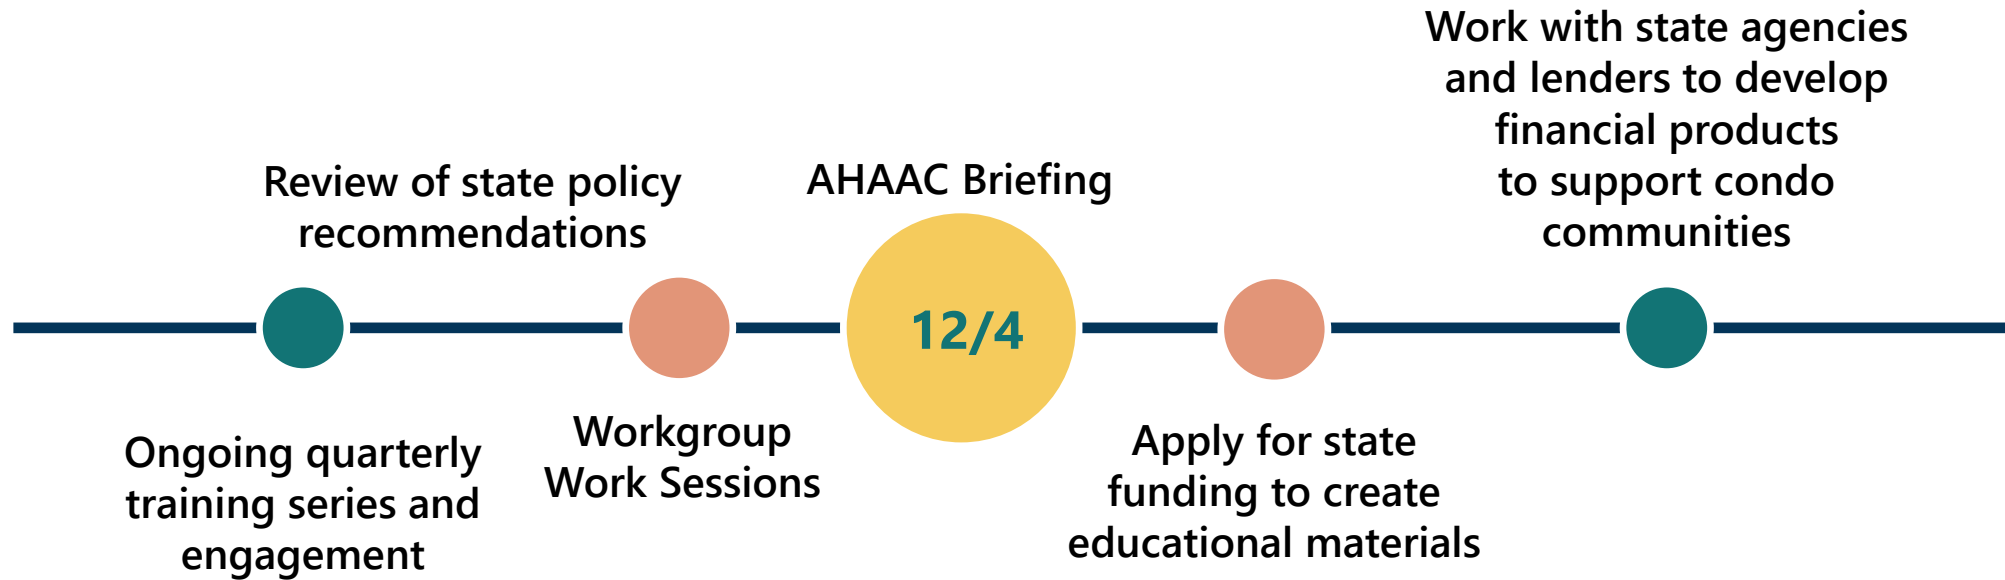 Ongoing quarterly
training series and
engagement
Review of state policy
recommendations
Workgroup
Work Sessions
AHAAC Briefing
12/4
Apply for state
funding to create
educational materials
Work with state agencies
and lenders to develop
financial products
to support condo
communities